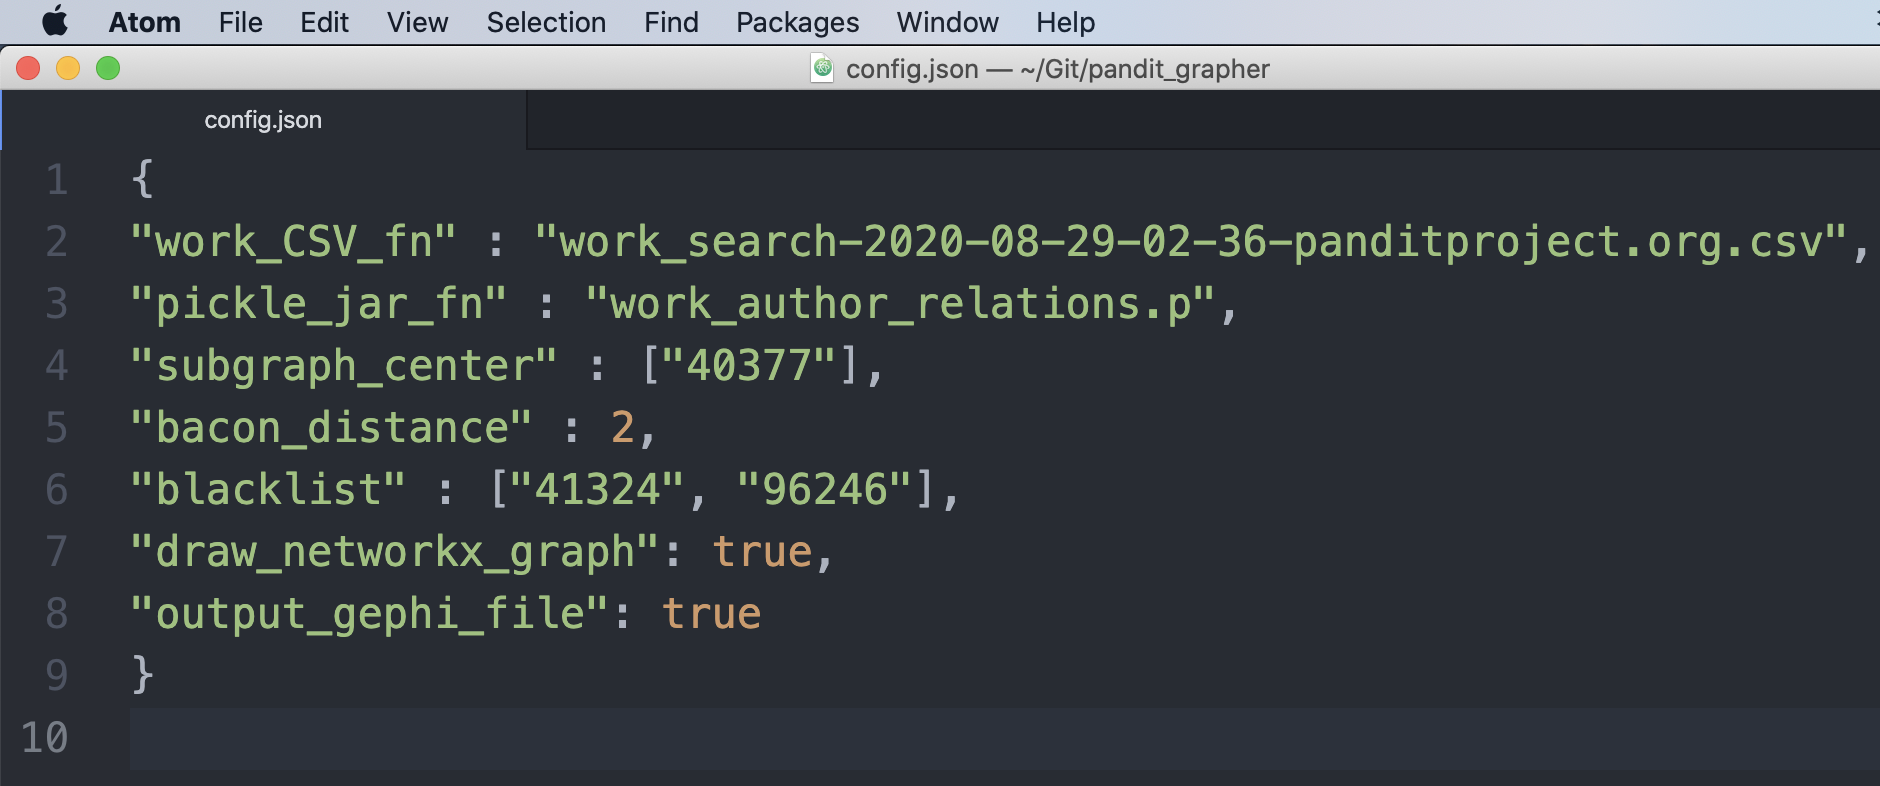 Atom File Edit View Selection Find Packages Window Help
config.json — ~/Git/pandit_grapher
config.json
1 {
2 "work_CSV_fn" : "work_search-2020-08-29-02-36-panditproject.org.csv",
3 "pickle_jar_fn" : "work_author_relations.p",
4 "subgraph_center" : ["40377"],
5 "bacon_distance" : 2,
6 "blacklist" : ["41324", "96246"],
7 "draw_networkx_graph": true,
8 "output_gephi_file": true
9 }
10